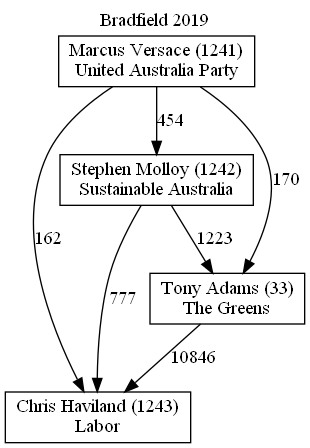 Bradfield 2019
Marcus Versace (1241)
United Australia Party
454
Stephen Molloy (1242)
Sustainable Australia
170
162
777
1223
Tony Adams (33)
The Greens
10846
Chris Haviland (1243)
Labor